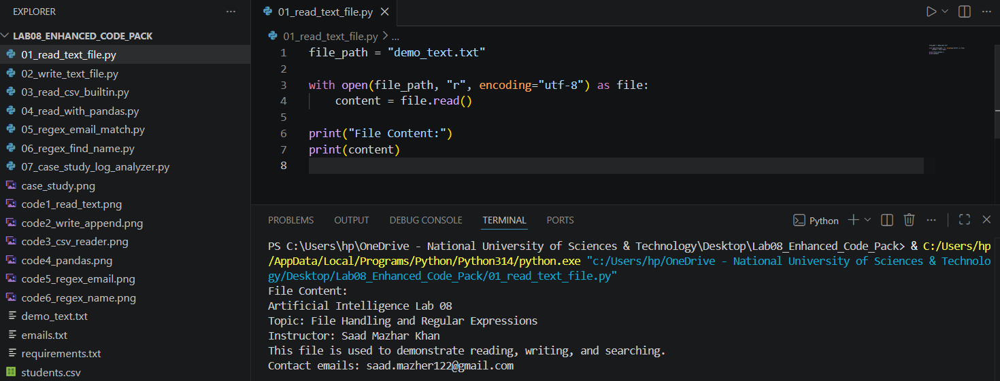 EXPLORER
LAB08_ENHANCED_CODE_PACK
01_read_text_file.py
02_write_text_file.py
03_read_csv_builtin.py
04_read_with_pandas.py
05_regex_email_match.py
06_regex_find_name.py
07_case_study_log_analyzer.py
case_study.png
code1_read_text.png
code2_write_append.png
code3_csv_reader.png
code4_pandas.png
code5_regex_email.png
code6_regex_name.png
demo_text.txt
emails.txt
requirements.txt
students.csv
01_read_text_file.py
01_read_text_file.py > ...
1 file_path = "demo_text.txt"
2
3 with open(file_path, "r", encoding="utf-8") as file:
4     content = file.read()
5
6 print("File Content:")
7 print(content)
8
PROBLEMS OUTPUT DEBUG CONSOLE TERMINAL PORTS
Python
PS C:\Users\hp\OneDrive - National University of Sciences & Technology\Desktop\Lab08_Enhanced_Code_Pack> & C:/Users/hp
/AppData/Local/Programs/Python/Python314/python.exe "c:/Users/hp/OneDrive - National University of Sciences & Technolo
gy/Desktop/Lab08_Enhanced_Code_Pack/01_read_text_file.py"
File Content:
Artificial Intelligence Lab 08
Topic: File Handling and Regular Expressions
Instructor: Saad Mazhar Khan
This file is used to demonstrate reading, writing, and searching.
Contact emails: saad.mazher122@gmail.com